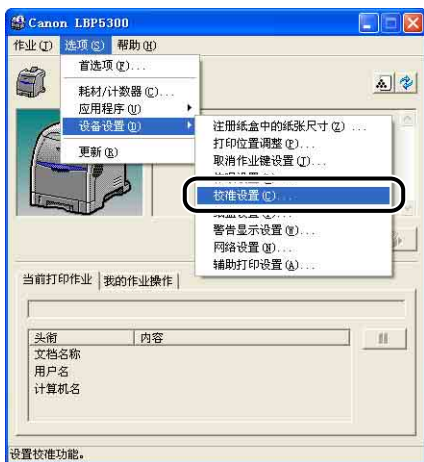 Canon LBP5300
作业(J) 选项(S) 帮助(H)
首选项(P)...
耗材/计数器(C)...
应用程序(U)
设备设置(D)
更新(R)
注册纸盒中的纸张尺寸(Z) ...
打印位置调整(P)...
取消作业键设置(J)...
校准设置(C)...
警告显示设置(W)...
网络设置(N)...
辅助打印设置(A)...
当前打印作业 我的作业操作
头衔 内容
文档名称
用户名
计算机名
设置校准功能。